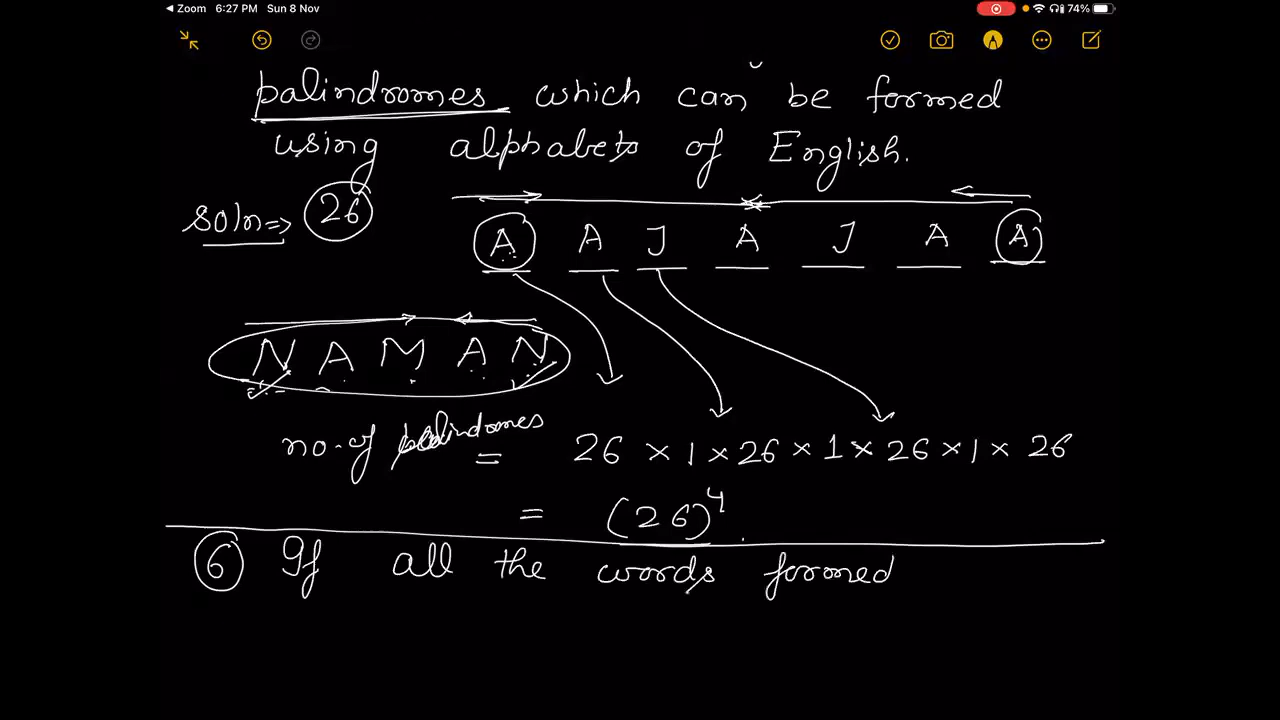 Zoom 6:27 PM Sun 8 Nov 74%
palindromes which can be formed
using alphabets of English.
soln⇒ 26
A A J A J A A
N A M A N
no. of palindromes = 26 × 1 × 26 × 1 × 26 × 1 × 26
= (26)⁴
6 If all the words formed